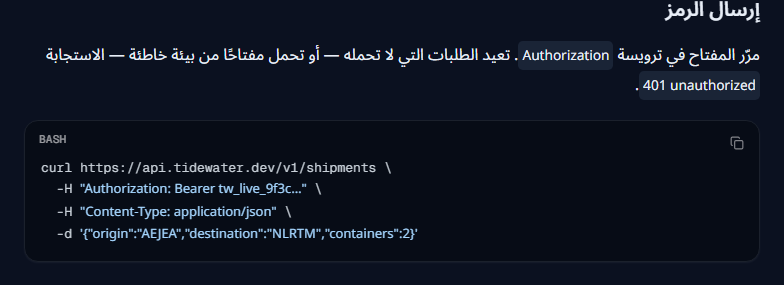 إرسال الرمز
مرّر المفتاح في ترويسة Authorization. تعيد الطلبات التي لا تحمله — أو تحمل مفتاحًا من بيئة خاطئة — الاستجابة
401 unauthorized.
BASH
curl https://api.tidewater.dev/v1/shipments \
  -H "Authorization: Bearer tw_live_9f3c…" \
  -H "Content-Type: application/json" \
  -d '{"origin":"AEJEA","destination":"NLRTM","containers":2}'